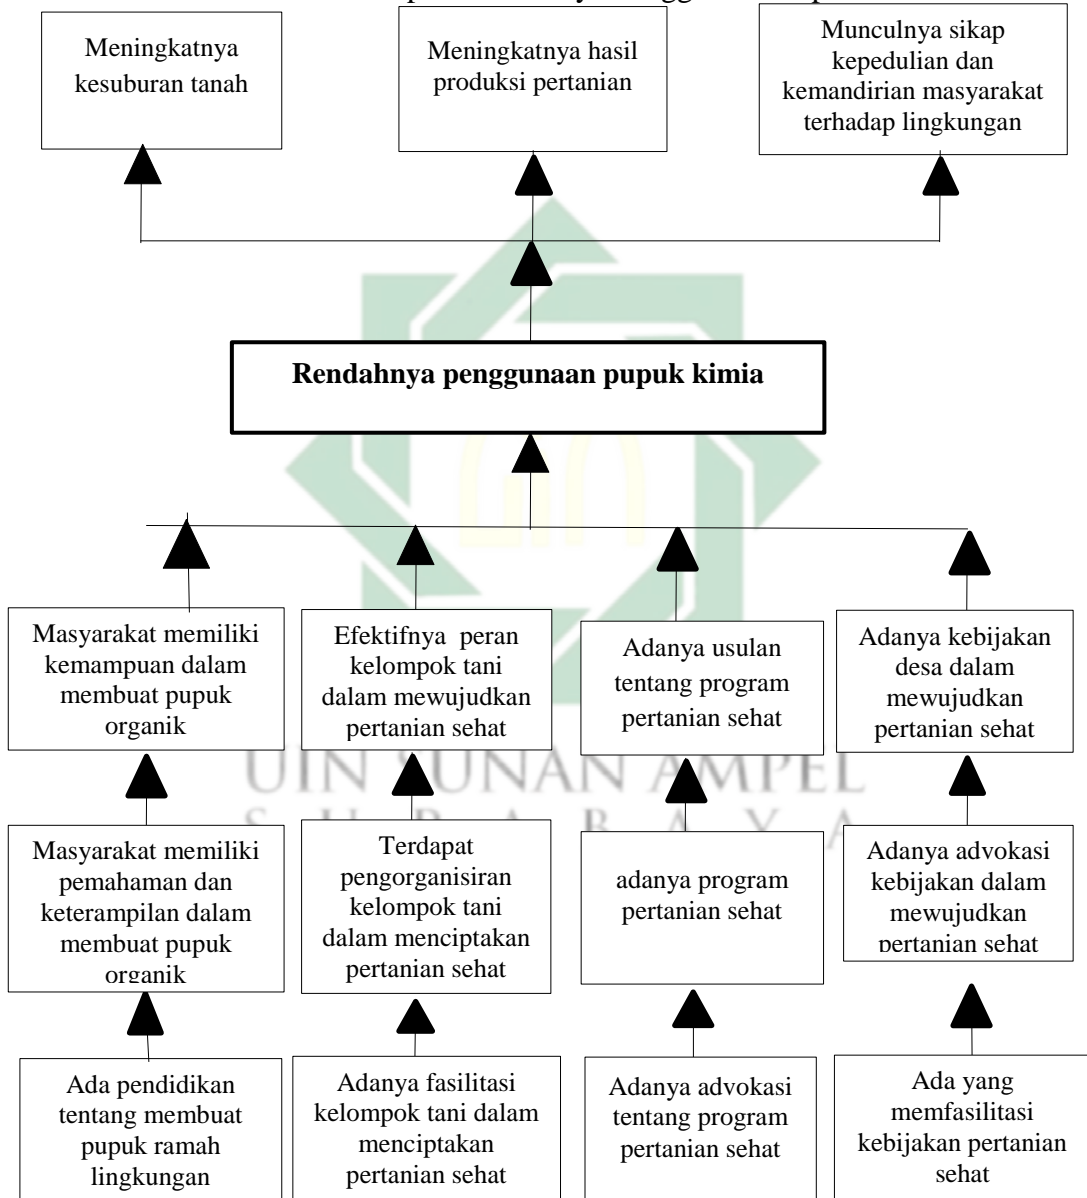 Meningkatnya
kesuburan tanah
Meningkatnya hasil
produksi pertanian
Munculnya sikap
kepedulian dan
kemandirian masyarakat
terhadap lingkungan
Rendahnya penggunaan pupuk kimia
Masyarakat memiliki
kemampuan dalam
membuat pupuk
organik
Efektifnya peran
kelompok tani
dalam mewujudkan
pertanian sehat
Adanya usulan
tentang program
pertanian sehat
Adanya kebijakan
desa dalam
mewujudkan
pertanian sehat
UIN SUNAN AMPEL
S U R A B A Y A
Masyarakat memiliki
pemahaman dan
keterampilan dalam
membuat pupuk
organik
Terdapat
pengorganisiran
kelompok tani
dalam menciptakan
pertanian sehat
adanya program
pertanian sehat
Adanya advokasi
kebijakan dalam
mewujudkan
pertanian sehat
Ada pendidikan
tentang membuat
pupuk ramah
lingkungan
Adanya fasilitasi
kelompok tani dalam
menciptakan
pertanian sehat
Adanya advokasi
tentang program
pertanian sehat
Ada yang
memfasilitasi
kebijakan pertanian
sehat